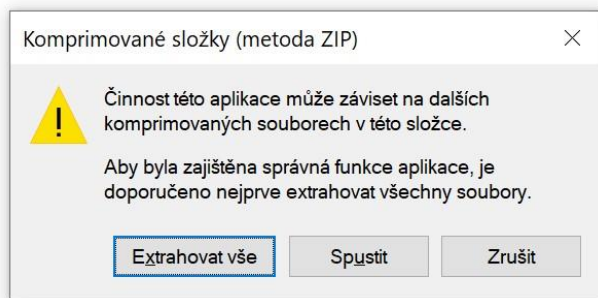 Komprimované složky (metoda ZIP)
Činnost této aplikace může záviset na dalších
komprimovaných souborech v této složce.
Aby byla zajištěna správná funkce aplikace, je
doporučeno nejprve extrahovat všechny soubory.
Extrahovat vše
Spustit
Zrušit